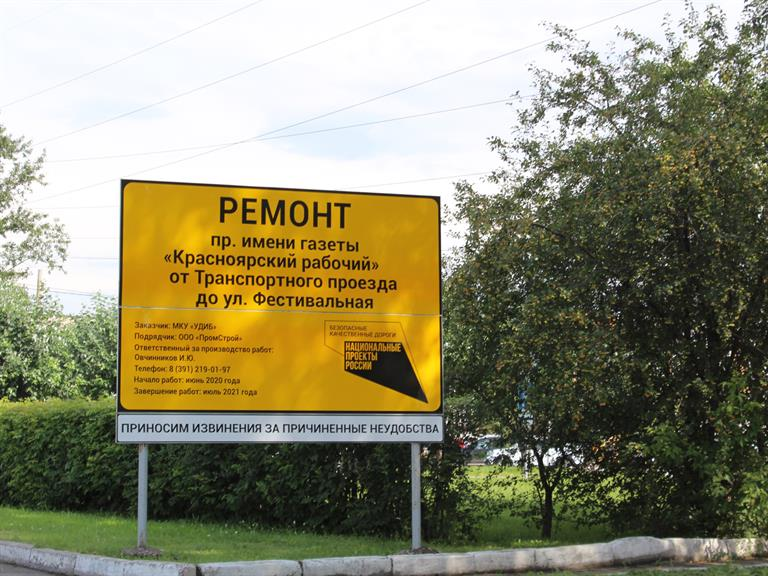 РЕМОНТ
пр. имени газеты
«Красноярский рабочий»
от Транспортного проезда
до ул. Фестивальная
Заказчик: МКУ «УДИБ»
Подрядчик: ООО «ПромСтрой»
Ответственный за производство работ:
Овчинников И.Ю.
Телефон: 8 (391) 219-01-97
Начало работ: июнь 2020 года
Завершение работ: июль 2021 года
БЕЗОПАСНЫЕ
КАЧЕСТВЕННЫЕ ДОРОГИ
НАЦИОНАЛЬНЫЕ
ПРОЕКТЫ
РОССИИ
ПРИНОСИМ ИЗВИНЕНИЯ ЗА ПРИЧИНЕННЫЕ НЕУДОБСТВА